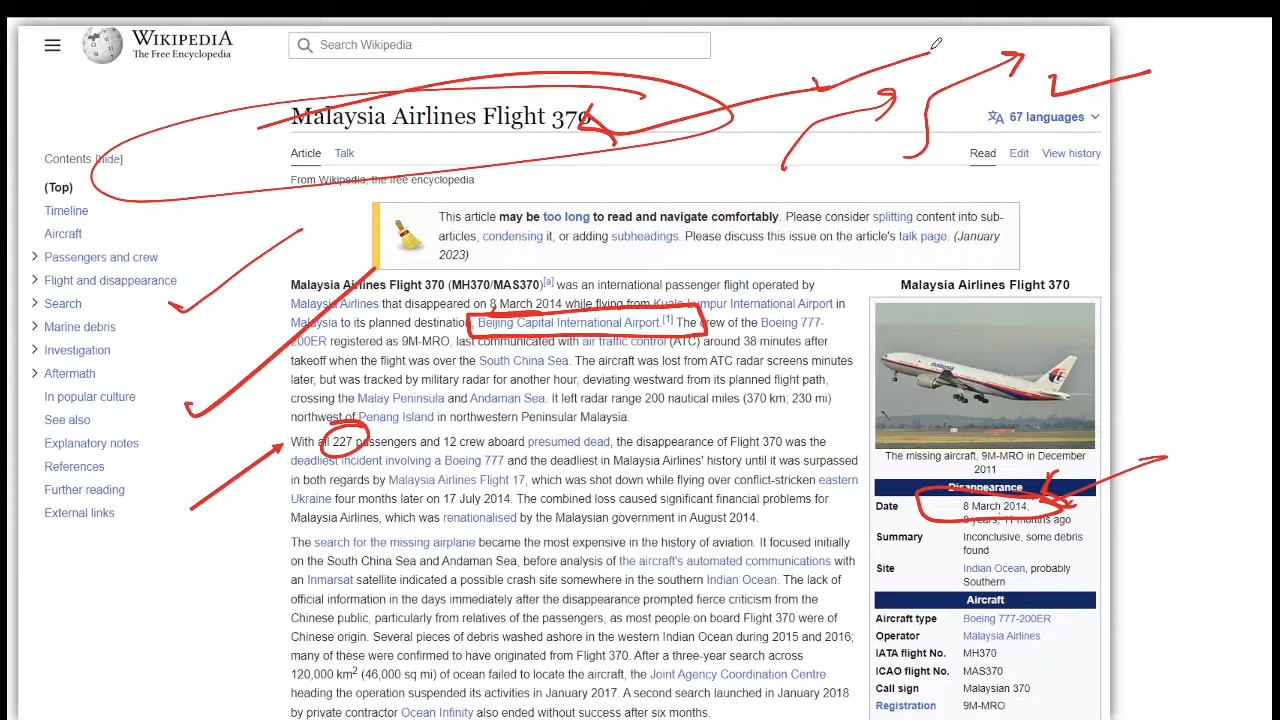 WIKIPEDIA
The Free Encyclopedia
Search Wikipedia
Malaysia Airlines Flight 370
67 languages
Article Talk
Read Edit View history
From Wikipedia, the free encyclopedia
Contents [hide]
(Top)
Timeline
Aircraft
Passengers and crew
Flight and disappearance
Search
Marine debris
Investigation
Aftermath
In popular culture
See also
Explanatory notes
References
Further reading
External links
This article may be too long to read and navigate comfortably. Please consider splitting content into sub-
articles, condensing it, or adding subheadings. Please discuss this issue on the article's talk page. (January
2023)
Malaysia Airlines Flight 370 (MH370/MAS370)[a] was an international passenger flight operated by
Malaysia Airlines that disappeared on 8 March 2014 while flying from Kuala Lumpur International Airport in
Malaysia to its planned destination, Beijing Capital International Airport.[1] The crew of the Boeing 777-
200ER registered as 9M-MRO, last communicated with air traffic control (ATC) around 38 minutes after
takeoff when the flight was over the South China Sea. The aircraft was lost from ATC radar screens minutes
later, but was tracked by military radar for another hour, deviating westward from its planned flight path,
crossing the Malay Peninsula and Andaman Sea. It left radar range 200 nautical miles (370 km; 230 mi)
northwest of Penang Island in northwestern Peninsular Malaysia.
With all 227 passengers and 12 crew aboard presumed dead, the disappearance of Flight 370 was the
deadliest incident involving a Boeing 777 and the deadliest in Malaysia Airlines' history until it was surpassed
in both regards by Malaysia Airlines Flight 17, which was shot down while flying over conflict-stricken eastern
Ukraine four months later on 17 July 2014. The combined loss caused significant financial problems for
Malaysia Airlines, which was renationalised by the Malaysian government in August 2014.
The search for the missing airplane became the most expensive in the history of aviation. It focused initially
on the South China Sea and Andaman Sea, before analysis of the aircraft's automated communications with
an Inmarsat satellite indicated a possible crash site somewhere in the southern Indian Ocean. The lack of
official information in the days immediately after the disappearance prompted fierce criticism from the
Chinese public, particularly from relatives of the passengers, as most people on board Flight 370 were of
Chinese origin. Several pieces of debris washed ashore in the western Indian Ocean during 2015 and 2016;
many of these were confirmed to have originated from Flight 370. After a three-year search across
120,000 km2 (46,000 sq mi) of ocean failed to locate the aircraft, the Joint Agency Coordination Centre
heading the operation suspended its activities in January 2017. A second search launched in January 2018
by private contractor Ocean Infinity also ended without success after six months.
Malaysia Airlines Flight 370
The missing aircraft, 9M-MRO in December
2011
Disappearance
Date 8 March 2014;
8 years, 11 months ago
Summary Inconclusive, some debris
found
Site Indian Ocean, probably
Southern
Aircraft
Aircraft type Boeing 777-200ER
Operator Malaysia Airlines
IATA flight No. MH370
ICAO flight No. MAS370
Call sign Malaysian 370
Registration 9M-MRO